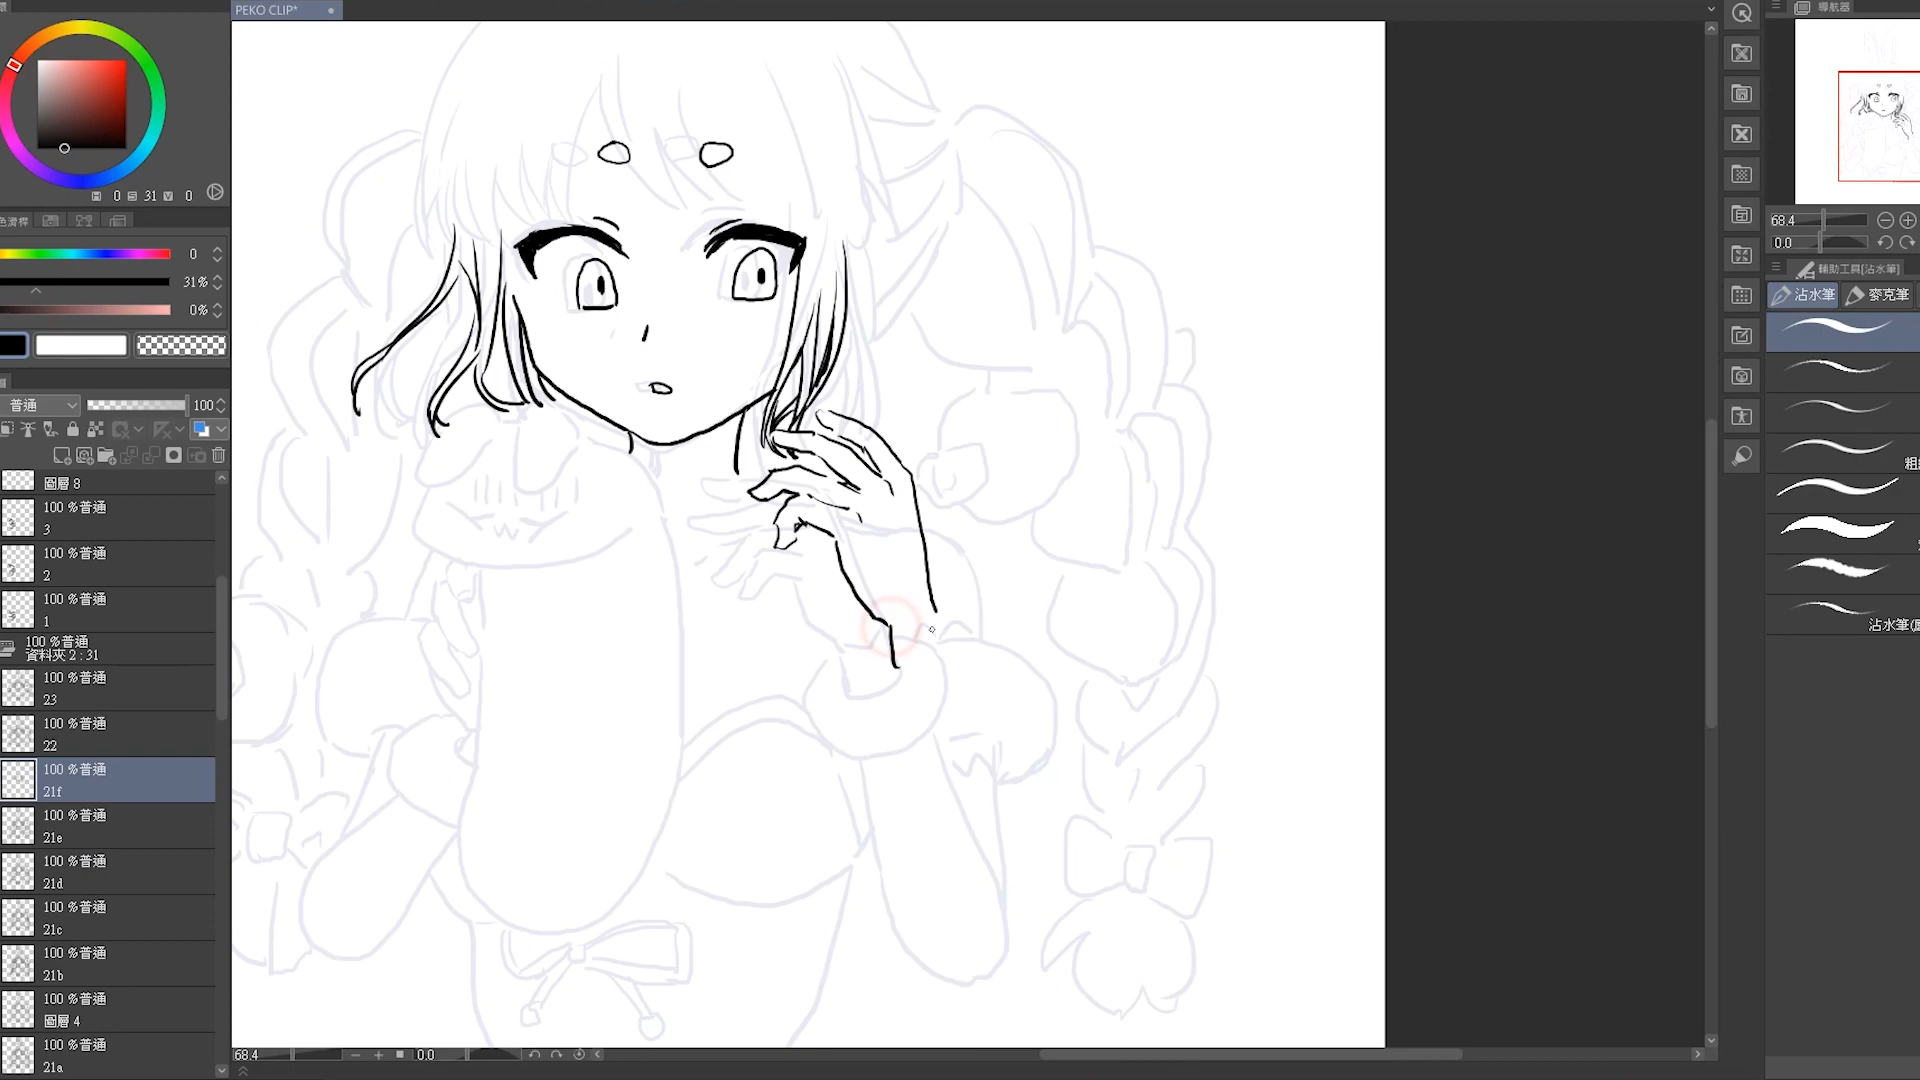 PEKO CLIP*
導航器
0 31 0
色滑桿
0
31%
0%
普通 100
圖層 8
100 %普通
3
100 %普通
2
100 %普通
1
100 %普通
資料夾 2 : 31
100 %普通
23
100 %普通
22
100 %普通
21f
100 %普通
21e
100 %普通
21d
100 %普通
21c
100 %普通
21b
100 %普通
圖層 4
100 %普通
21a
68.4
0.0
68.4
0.0
輔助工具[沾水筆]
沾水筆 麥克筆